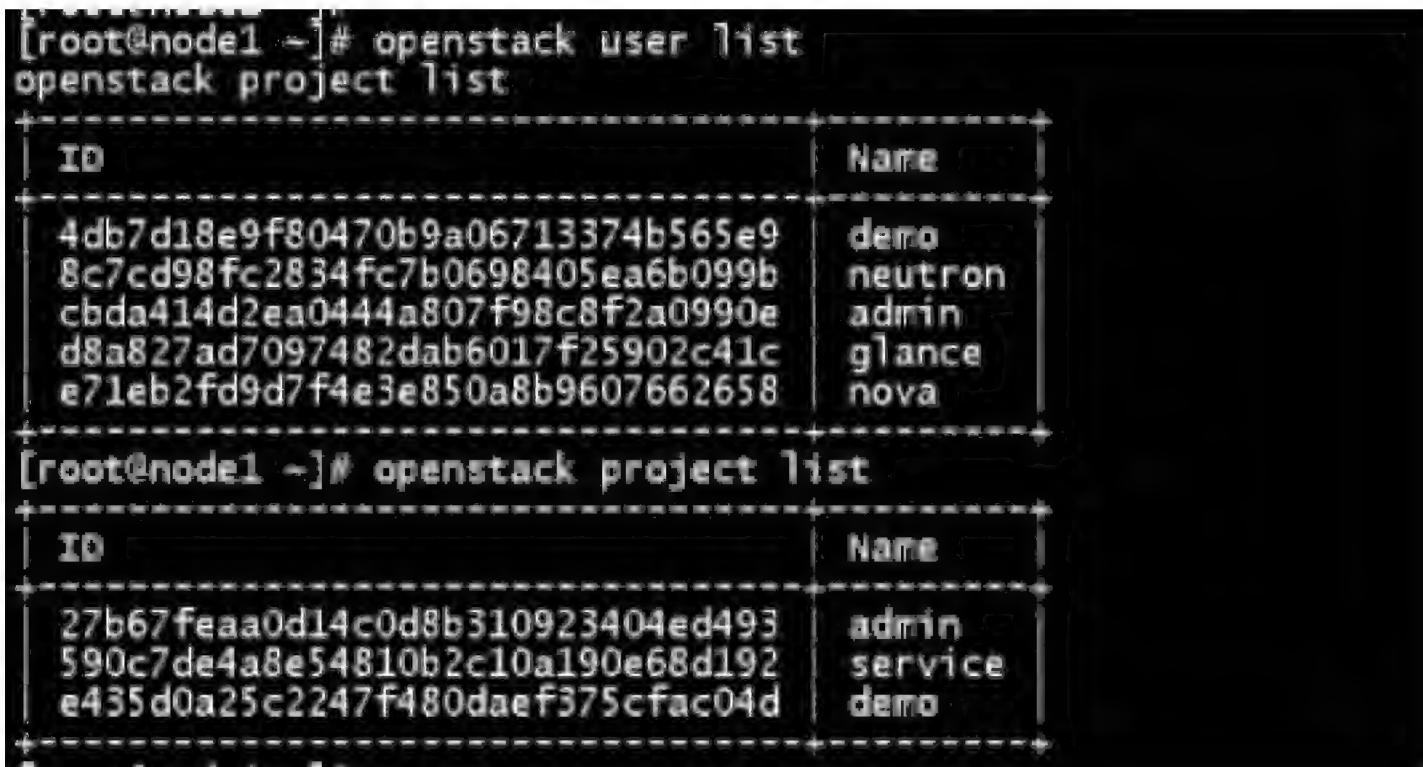 [root@node1 ~]# openstack user list
openstack project list
+----------------------------------+---------+
| ID | Name |
+----------------------------------+---------+
| 4db7d18e9f80470b9a06713374b565e9 | demo |
| 8c7cd98fc2834fc7b0698405ea6b099b | neutron |
| cbda414d2ea0444a807f98c8f2a0990e | admin |
| d8a827ad7097482dab6017f25902c41c | glance |
| e71eb2fd9d7f4e3e850a8b9607662658 | nova |
+----------------------------------+---------+
[root@node1 ~]# openstack project list
+----------------------------------+---------+
| ID | Name |
+----------------------------------+---------+
| 27b67feaa0d14c0d8b310923404ed493 | admin |
| 590c7de4a8e54810b2c10a190e68d192 | service |
| e435d0a25c2247f480daef375cfac04d | demo |
+----------------------------------+---------+